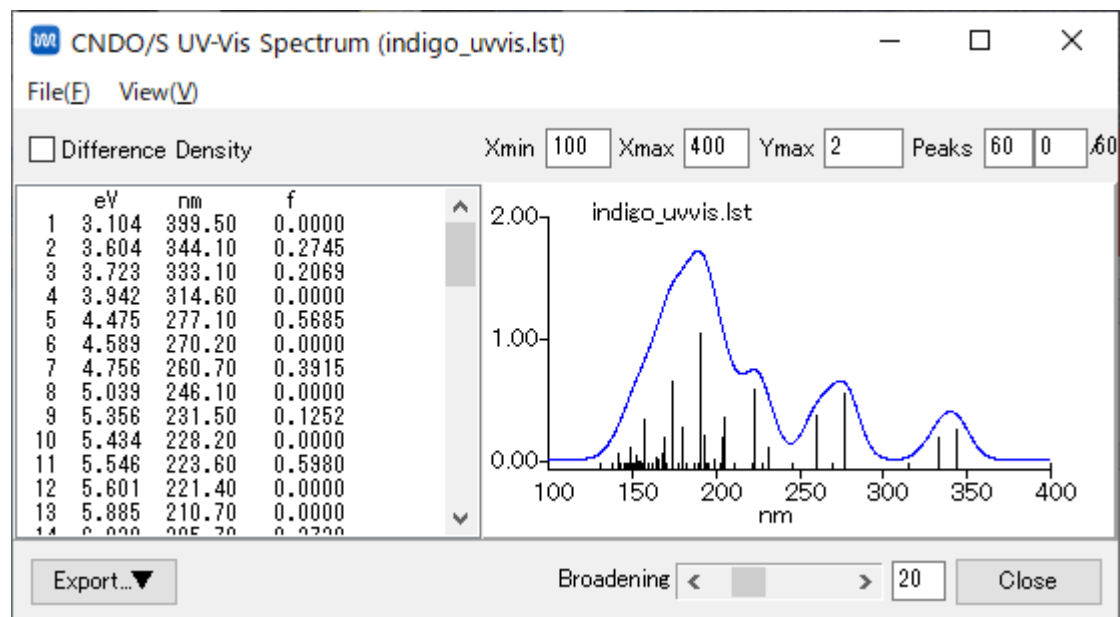 CNDO/S UV-Vis Spectrum (indigo_uvvis.lst)
File(F) View(V)
Difference Density
Xmin 100 Xmax 400 Ymax 2 Peaks 60 0 /60
eV nm f
1 3.104 399.50 0.0000
2 3.604 344.10 0.2745
3 3.723 333.10 0.2069
4 3.942 314.60 0.0000
5 4.475 277.10 0.5685
6 4.589 270.20 0.0000
7 4.756 260.70 0.3915
8 5.039 246.10 0.0000
9 5.356 231.50 0.1252
10 5.434 228.20 0.0000
11 5.546 223.60 0.5980
12 5.601 221.40 0.0000
13 5.885 210.70 0.0000
indigo_uvvis.lst
2.00
1.00
0.00
100 150 200 250 300 350 400
nm
Export...▼
Broadening 20 Close